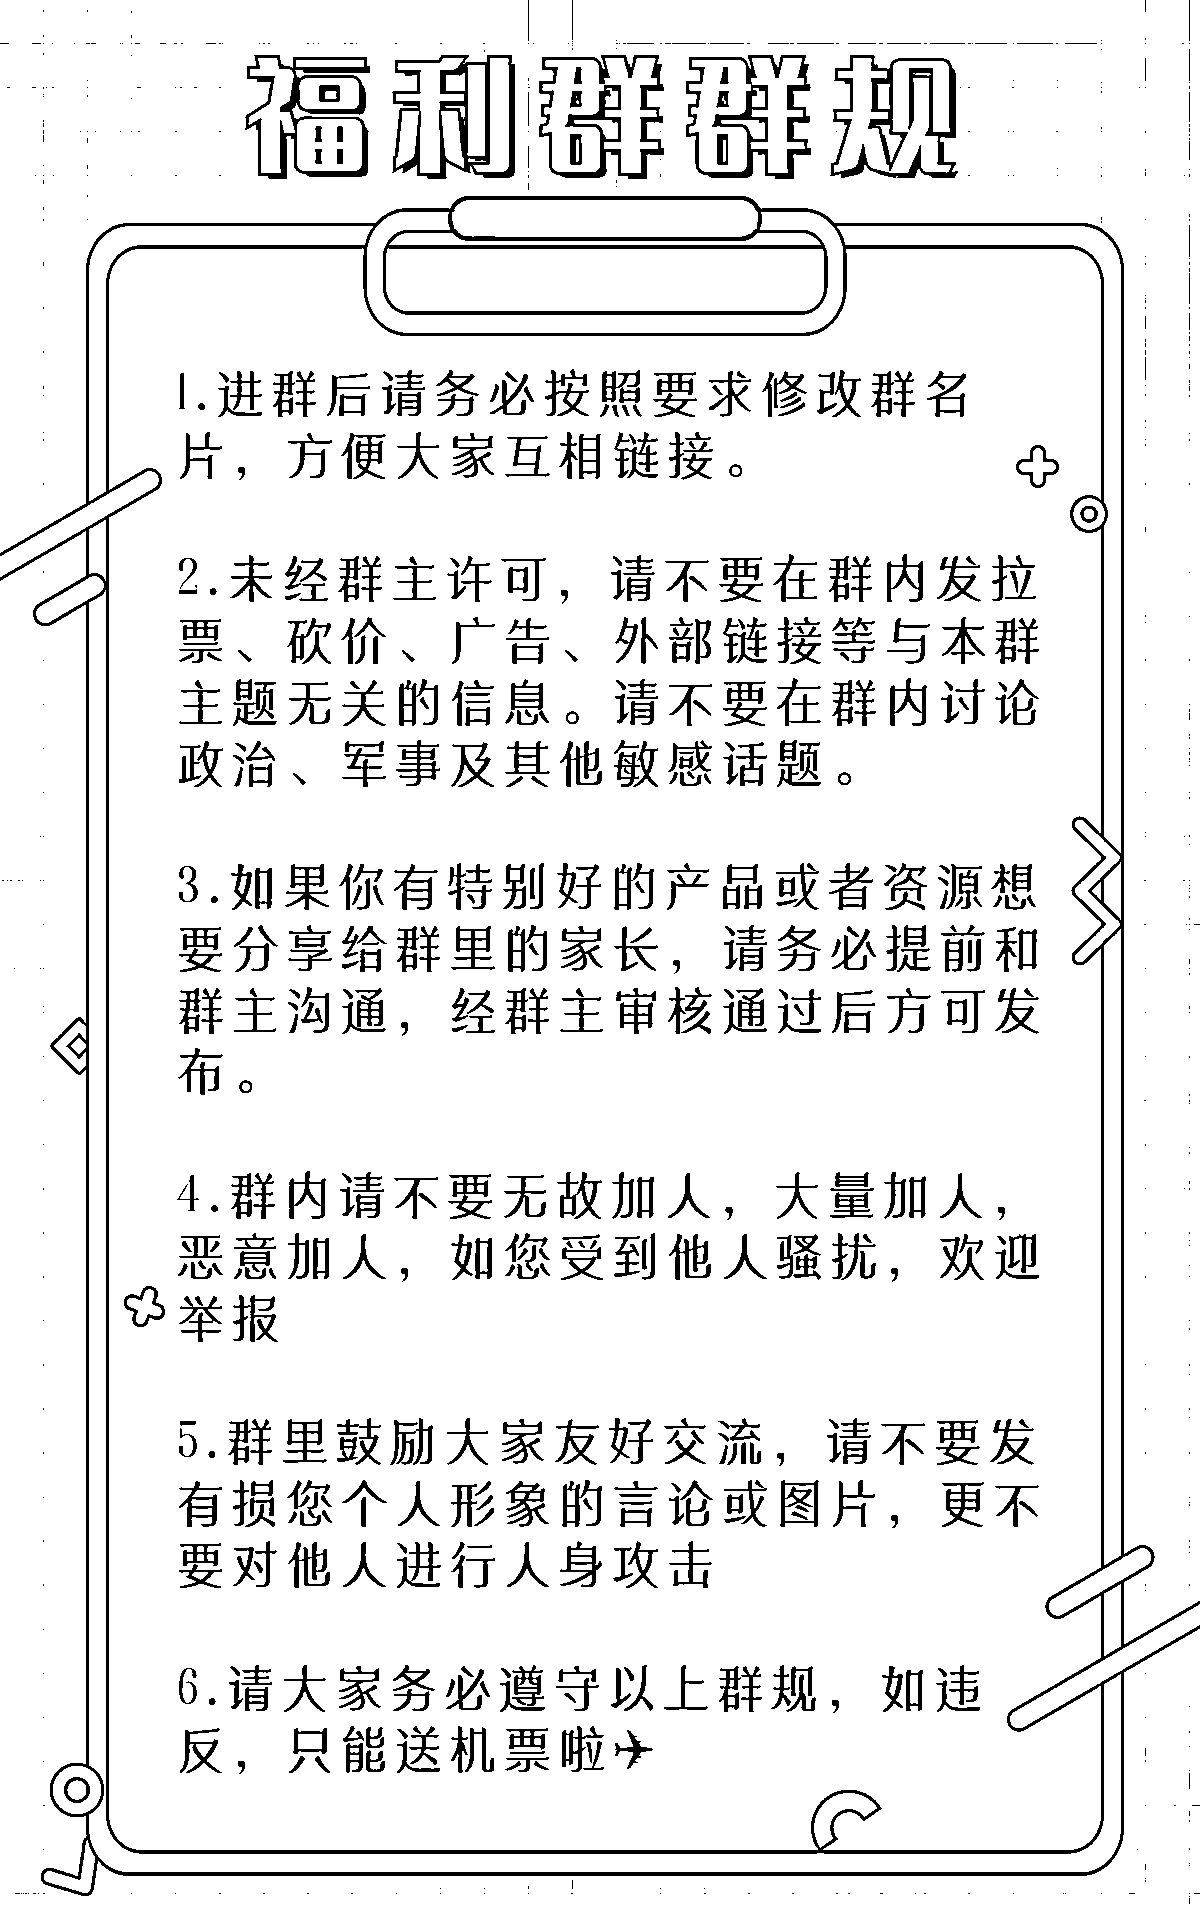 福利群群规
1.进群后请务必按照要求修改群名
片，方便大家互相链接。
2.未经群主许可，请不要在群内发拉
票、砍价、广告、外部链接等与本群
主题无关的信息。请不要在群内讨论
政治、军事及其他敏感话题。
3.如果你有特别好的产品或者资源想
要分享给群里的家长，请务必提前和
群主沟通，经群主审核通过后方可发
布。
4.群内请不要无故加人，大量加人，
恶意加人，如您受到他人骚扰，欢迎
举报
5.群里鼓励大家友好交流，请不要发
有损您个人形象的言论或图片，更不
要对他人进行人身攻击
6.请大家务必遵守以上群规，如违
反，只能送机票啦✈